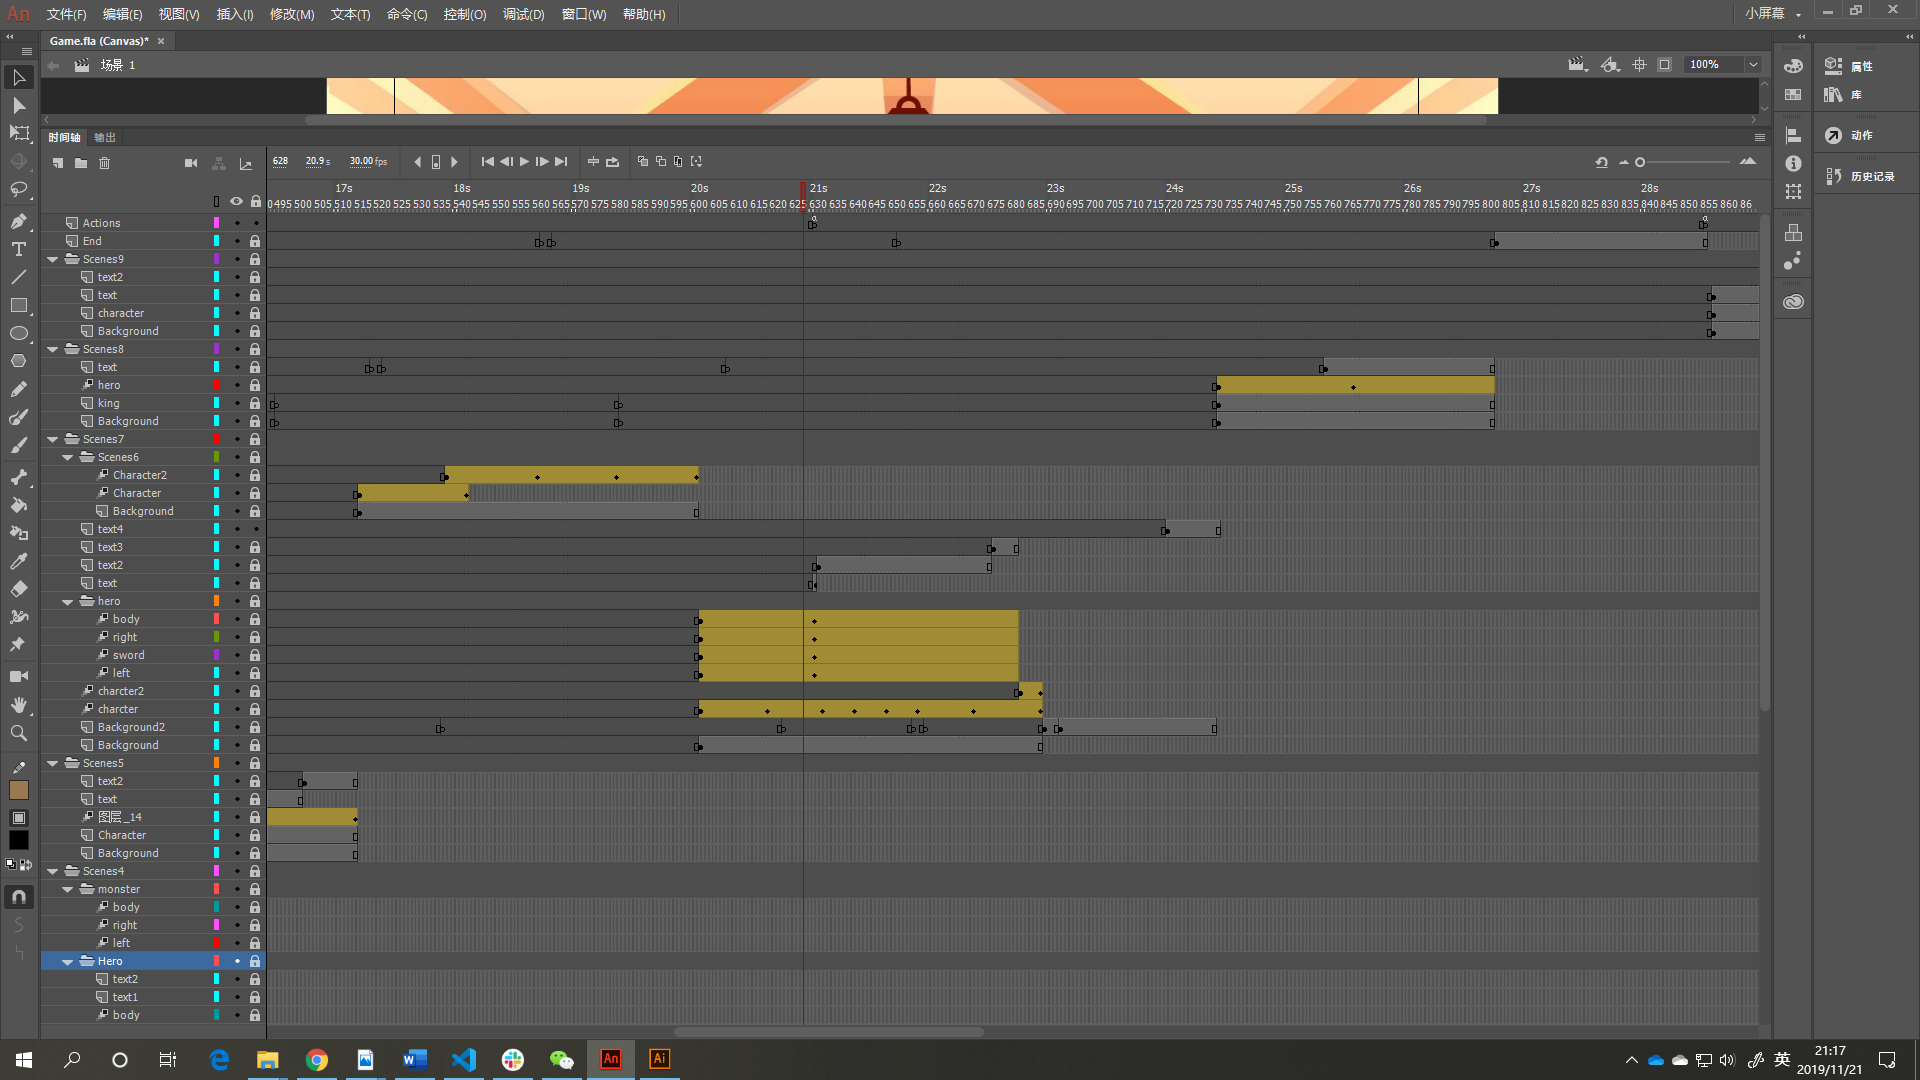 An 文件(F) 编辑(E) 视图(V) 插入(I) 修改(M) 文本(T) 命令(C) 控制(O) 调试(D) 窗口(W) 帮助(H) 小屏幕
Game.fla (Canvas)* ×
场景 1 100%
属性
库
动作
历史记录
时间轴 输出
628 20.9 s 30.00 fps
17s 18s 19s 20s 21s 22s 23s 24s 25s 26s 27s 28s
0 495 500 505 510 515 520 525 530 535 540 545 550 555 560 565 570 575 580 585 590 595 600 605 610 615 620 625 630 635 640 645 650 655 660 665 670 675 680 685 690 695 700 705 710 715 720 725 730 735 740 745 750 755 760 765 770 775 780 785 790 795 800 805 810 815 820 825 830 835 840 845 850 855 860 86
Actions
End
Scenes9
text2
text
character
Background
Scenes8
text
hero
king
Background
Scenes7
Scenes6
Character2
Character
Background
text4
text3
text2
text
hero
body
right
sword
left
charcter2
charcter
Background2
Background
Scenes5
text2
text
图层_14
Character
Background
Scenes4
monster
body
right
left
Hero
text2
text1
body
An Ai 英 21:17
2019/11/21